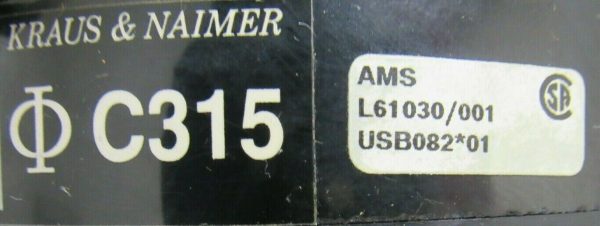 KRAUS & NAIMER
C315
AMS
L61030/001
USB082*01